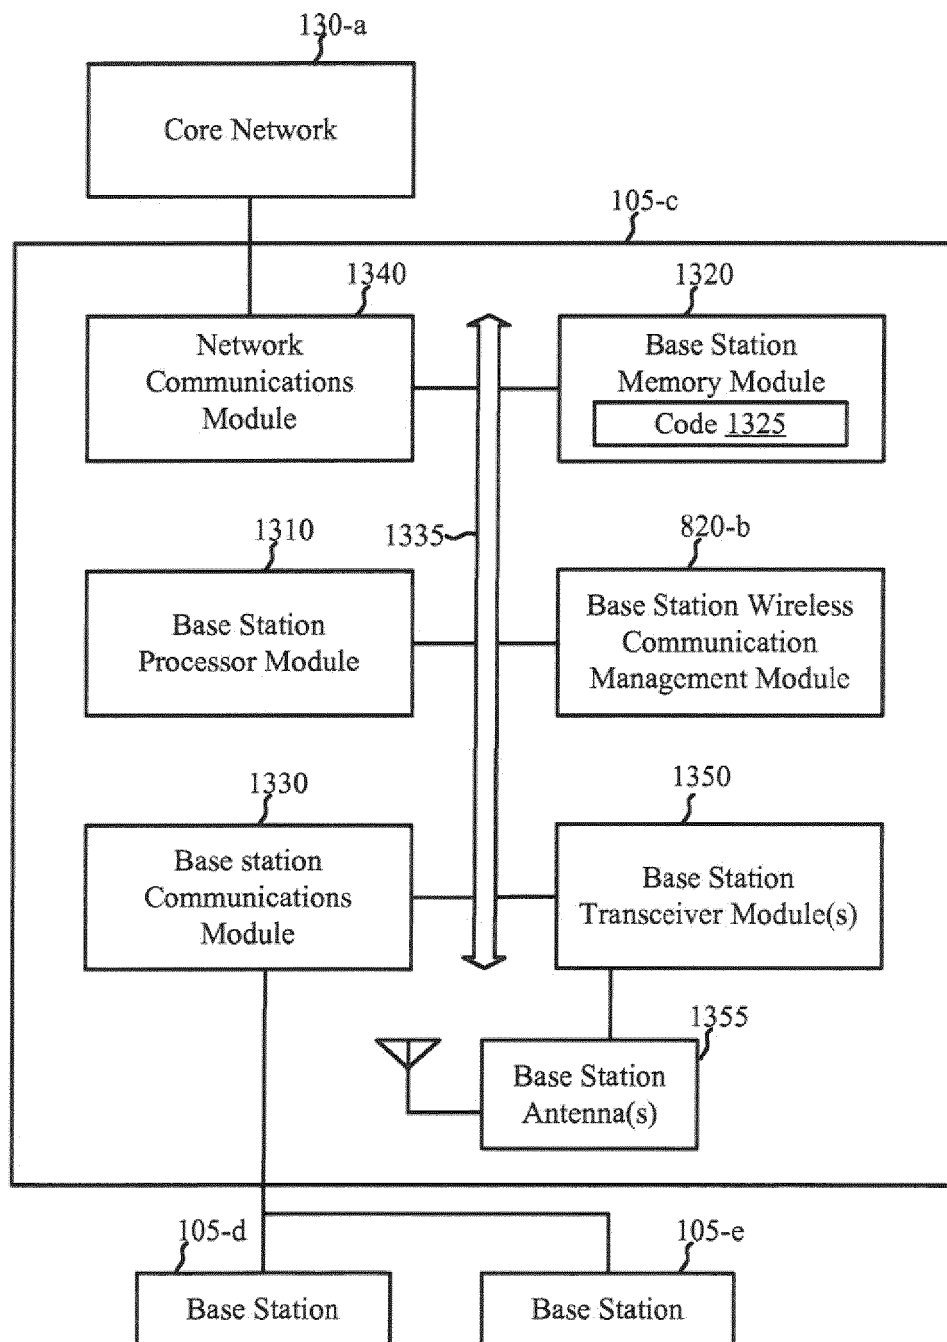 130-a
Core Network
105-c
1340
1320
Network
Communications
Module
Base Station
Memory Module
Code 1325
1310
1335
820-b
Base Station
Processor Module
Base Station Wireless
Communication
Management Module
1330
1350
Base station
Communications
Module
Base Station
Transceiver Module(s)
1355
Base Station
Antenna(s)
105-d
105-e
Base Station
Base Station